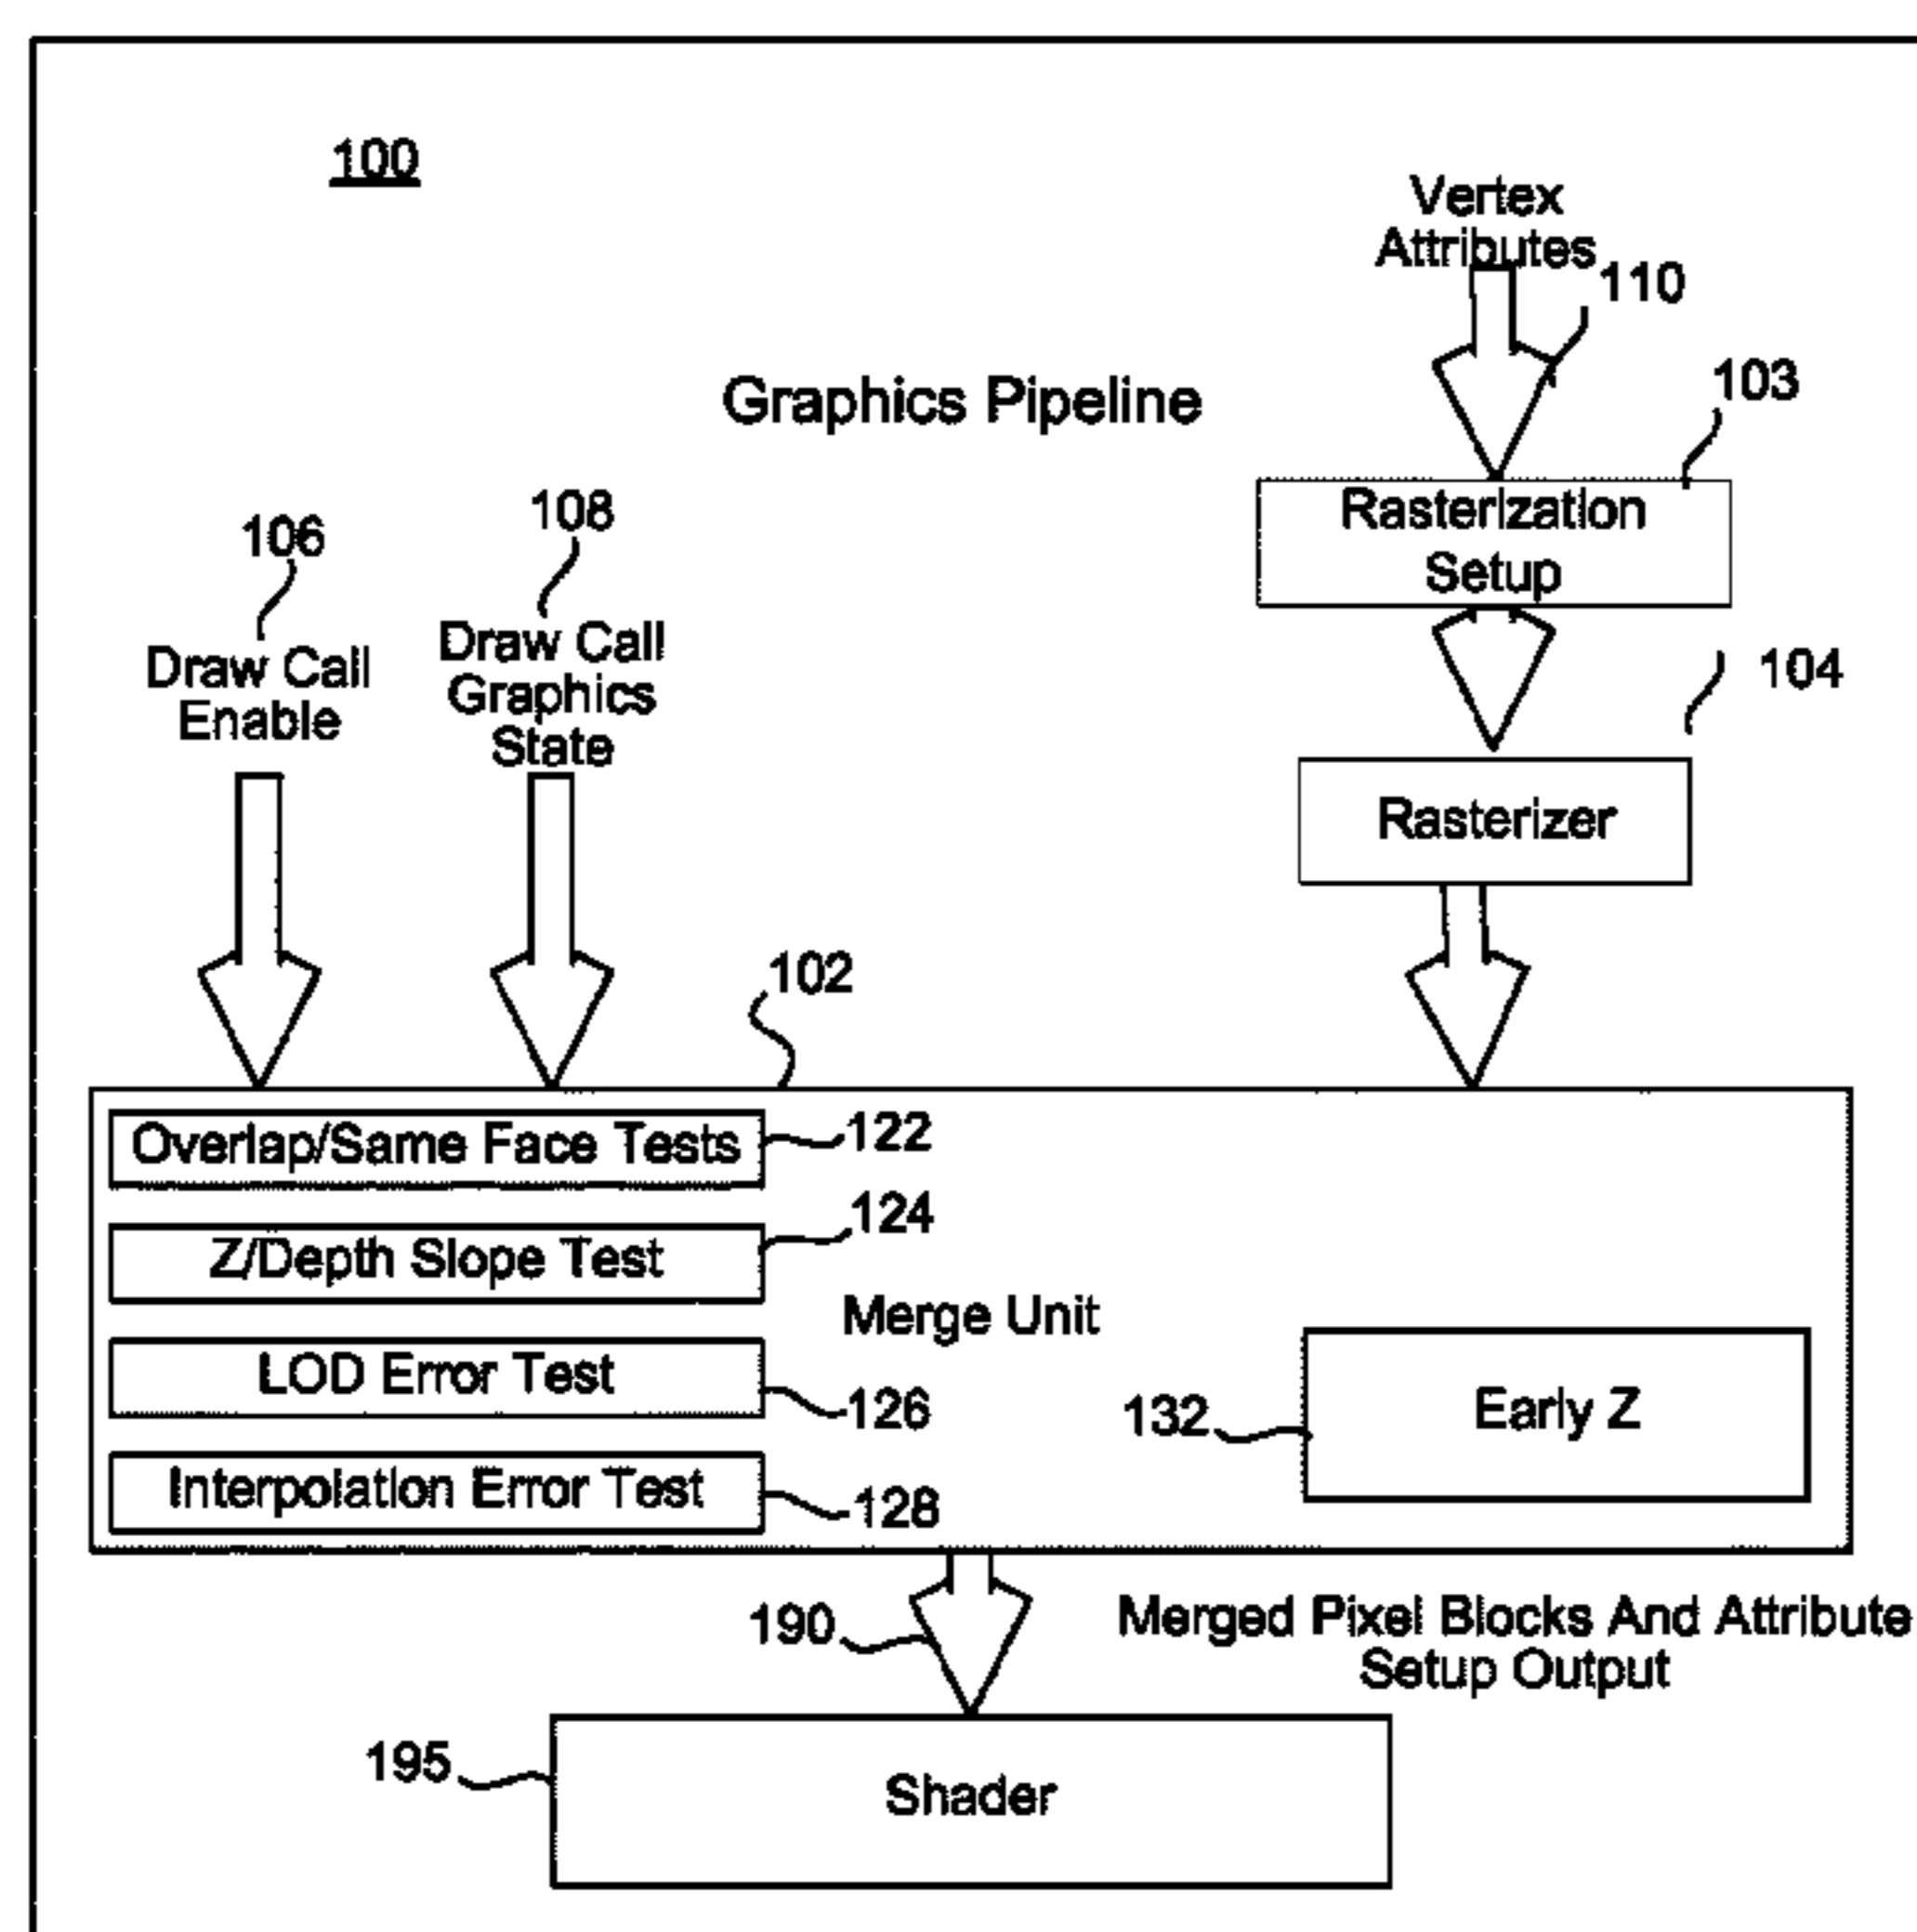 100
Vertex
Attributes
110
Graphics Pipeline
103
Rasterization
Setup
106
108
Draw Call
Enable
Draw Call
Graphics
State
104
Rasterizer
102
Overlap/Same Face Tests
122
Z/Depth Slope Test
124
Merge Unit
LOD Error Test
126
132
Early Z
Interpolation Error Test
128
190
Merged Pixel Blocks And Attribute
Setup Output
195
Shader